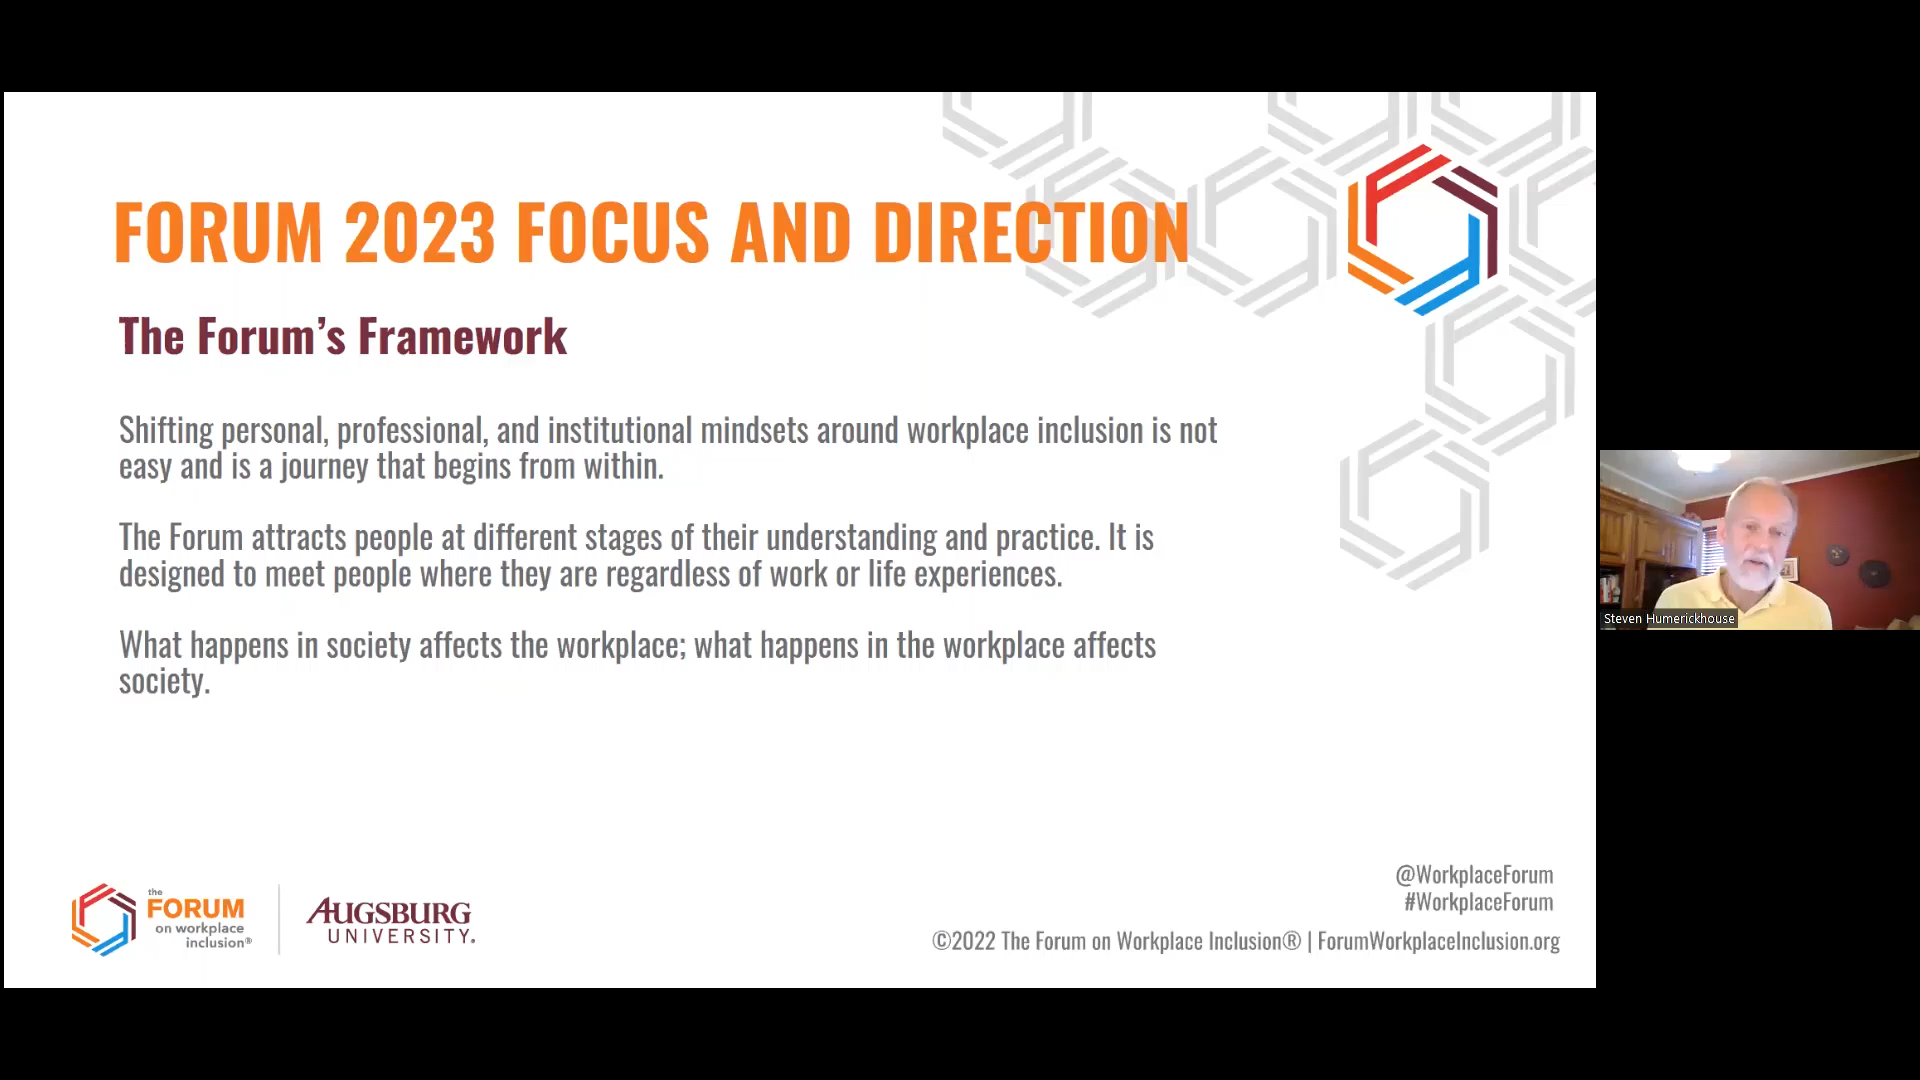 FORUM 2023 FOCUS AND DIRECTION
The Forum’s Framework
Shifting personal, professional, and institutional mindsets around workplace inclusion is not
easy and is a journey that begins from within.
The Forum attracts people at different stages of their understanding and practice. It is
designed to meet people where they are regardless of work or life experiences.
What happens in society affects the workplace; what happens in the workplace affects
society.
Steven Humerickhouse
the
FORUM
on workplace
inclusion®
AUGSBURG
UNIVERSITY.
@WorkplaceForum
#WorkplaceForum
©2022 The Forum on Workplace Inclusion® | ForumWorkplaceInclusion.org